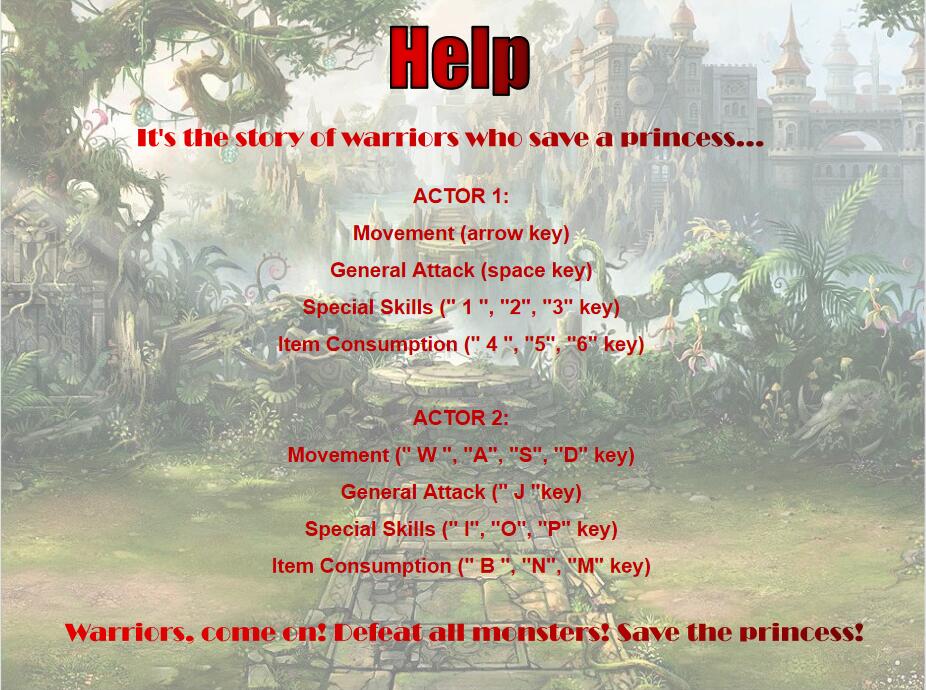 Help
It's the story of warriors who save a princess...
ACTOR 1:
Movement (arrow key)
General Attack (space key)
Special Skills (" 1 ", "2", "3" key)
Item Consumption (" 4 ", "5", "6" key)
ACTOR 2:
Movement (" W ", "A", "S", "D" key)
General Attack (" J "key)
Special Skills (" I", "O", "P" key)
Item Consumption (" B ", "N", "M" key)
Warriors, come on! Defeat all monsters! Save the princess!